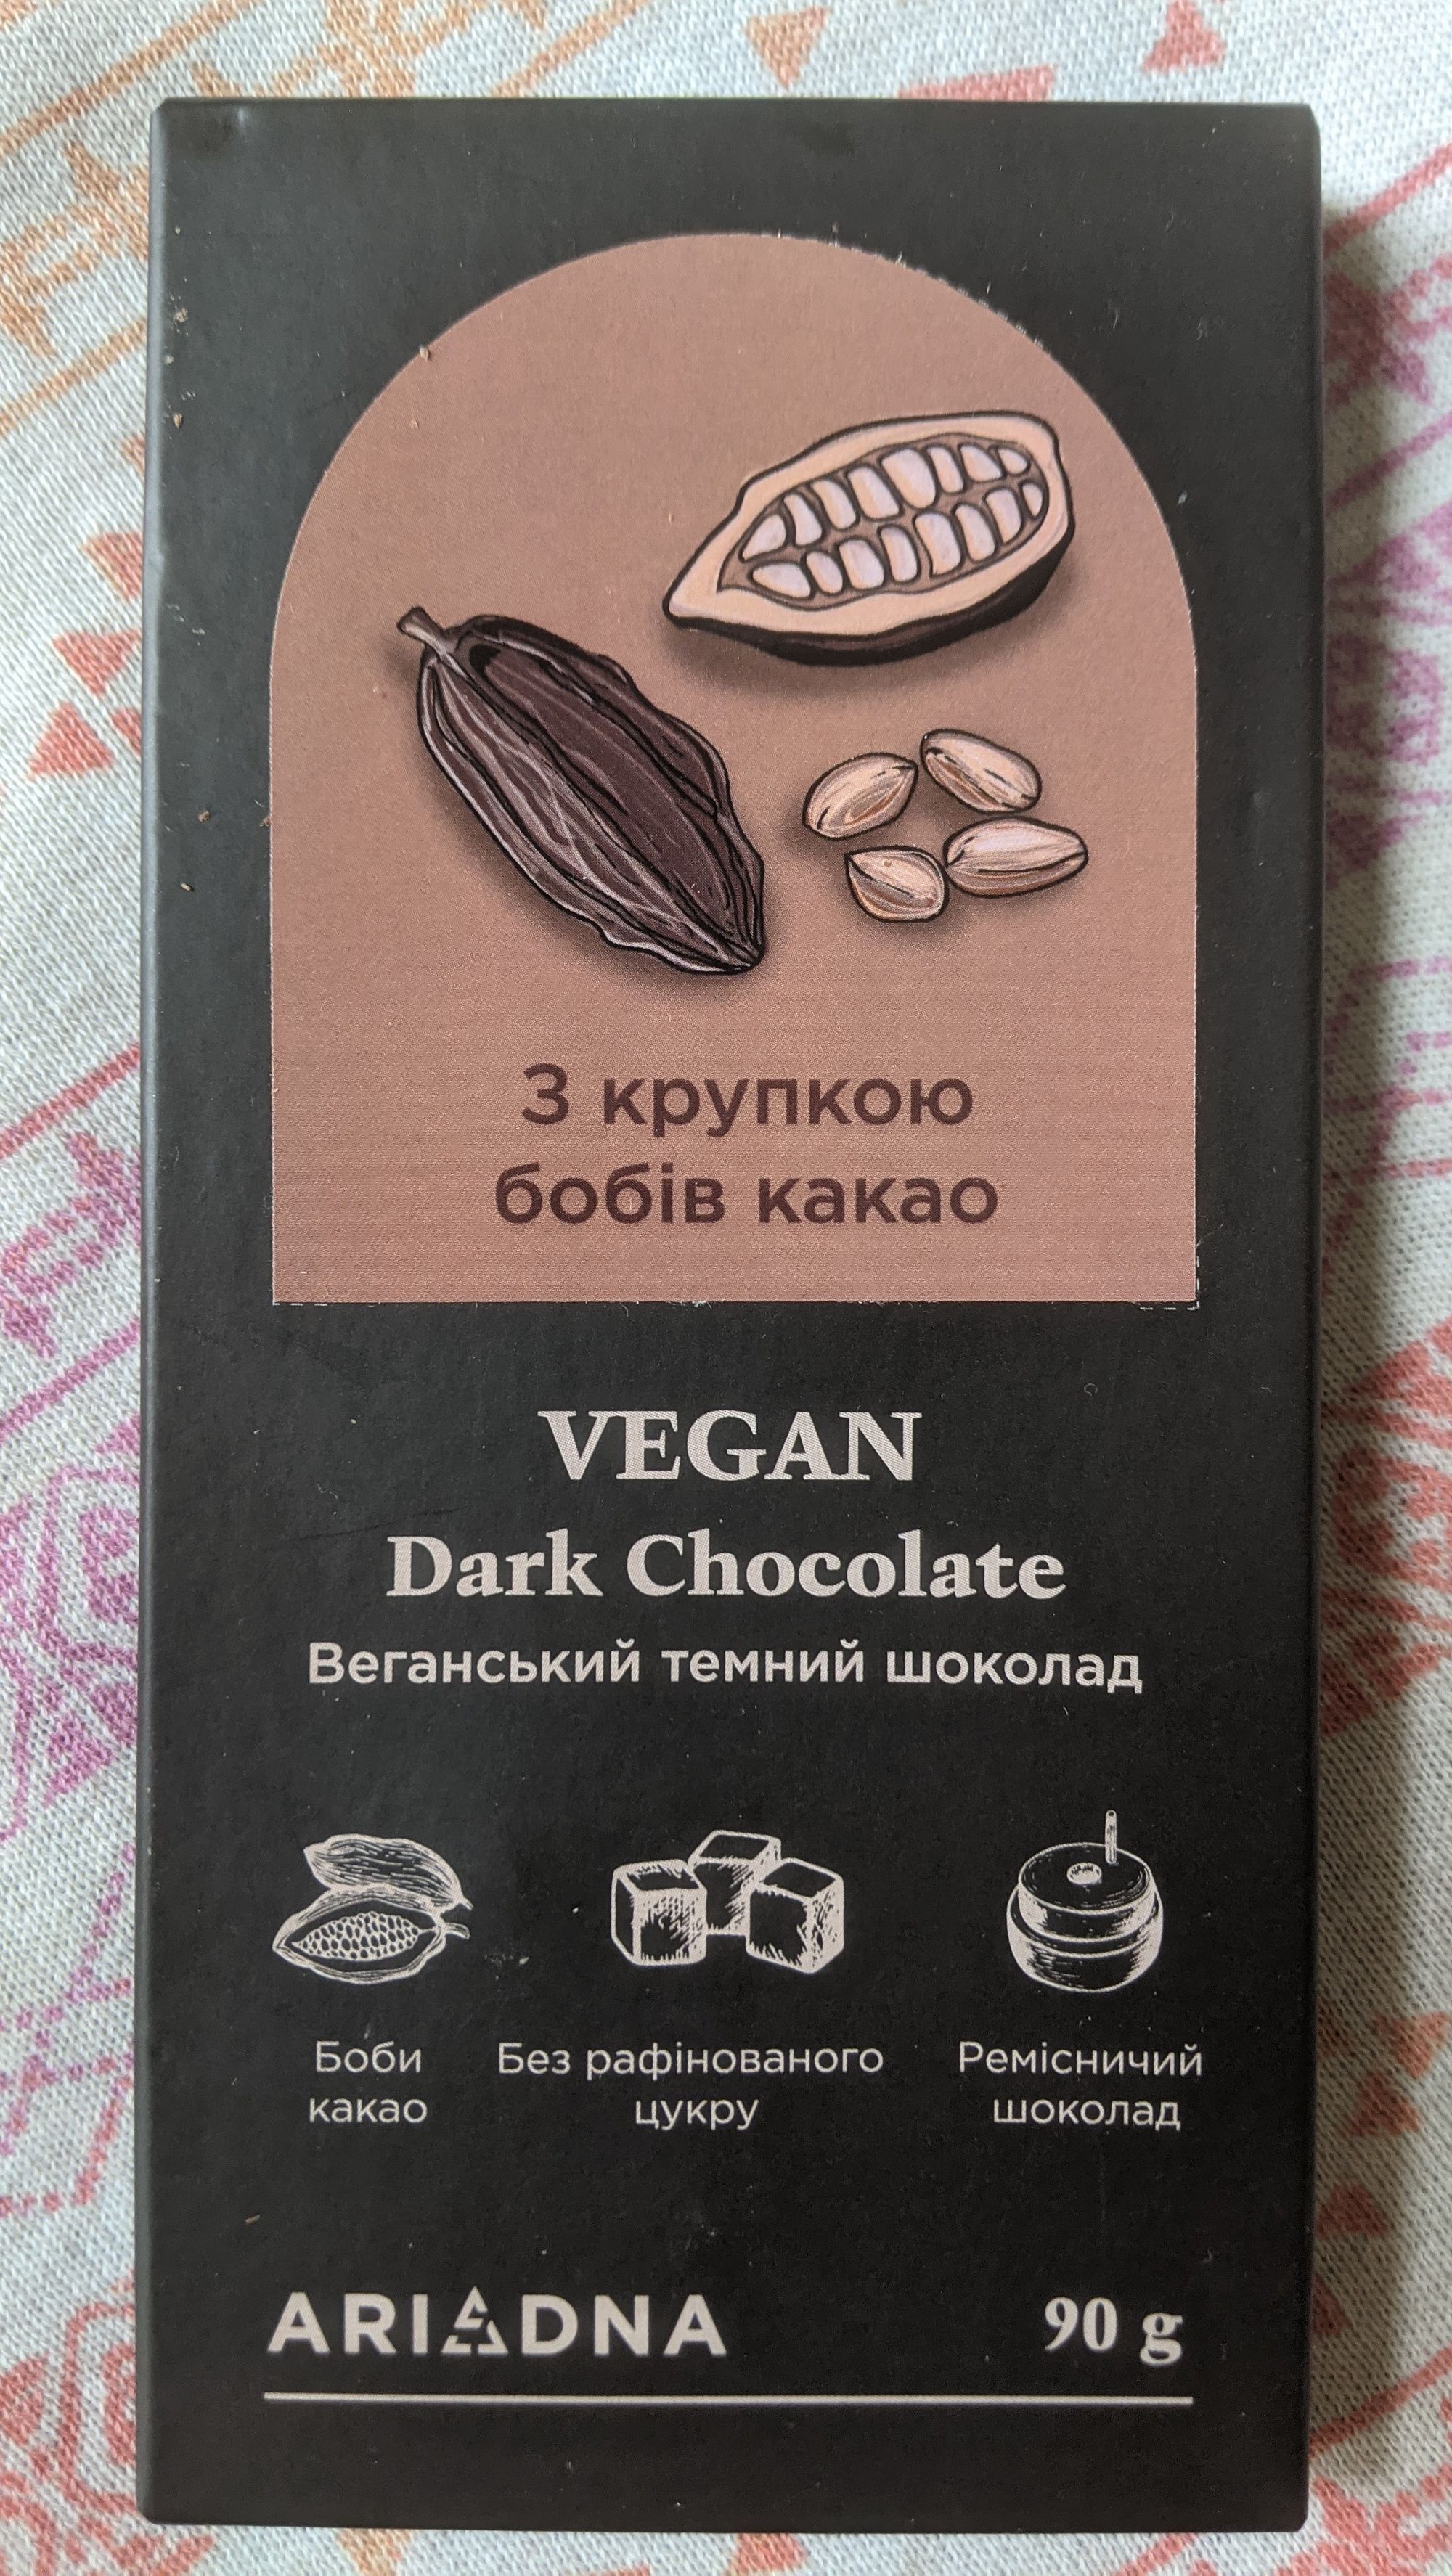 З крупкою
бобів какао
VEGAN
Dark Chocolate
Веганський темний шоколад
Боби
какао
Без рафінованого
цукру
Ремісничий
шоколад
ARIADNA
90 g